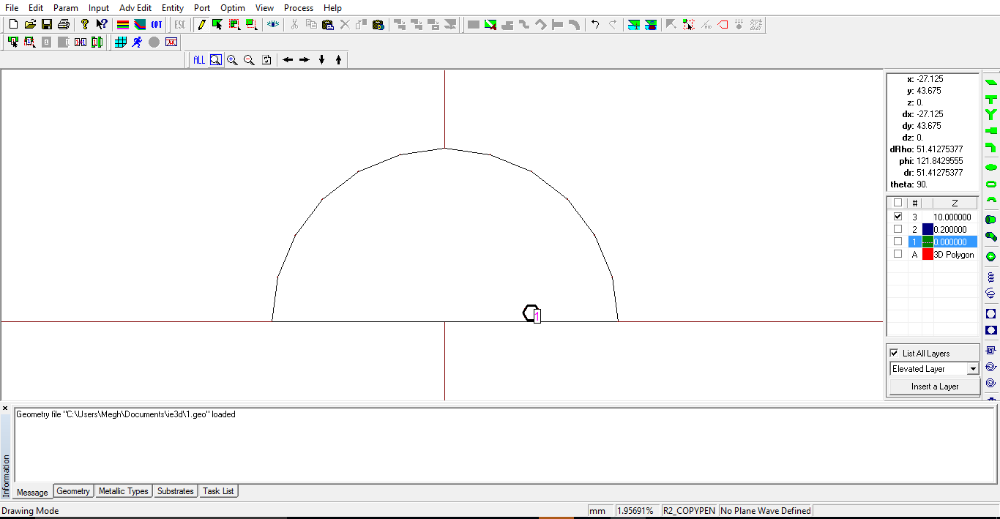 File Edit Param Input Adv Edit Entity Port Optim View Process Help
OPT ESC
ALL
x: -27.125
y: 43.675
z: 0.
dx: -27.125
dy: 43.675
dz: 0.
dRho: 51.41275377
phi: 121.8429555
dr: 51.41275377
theta: 90.
# Z
3 10.000000
2 0.200000
1 0.000000
A 3D Polygon
1
List All Layers
Elevated Layer
Insert a Layer
Geometry file "C:\Users\Megh\Documents\ie3d\1.geo" loaded
Information
Message Geometry Metallic Types Substrates Task List
Drawing Mode mm 1.95691% R2_COPYPEN No Plane Wave Defined